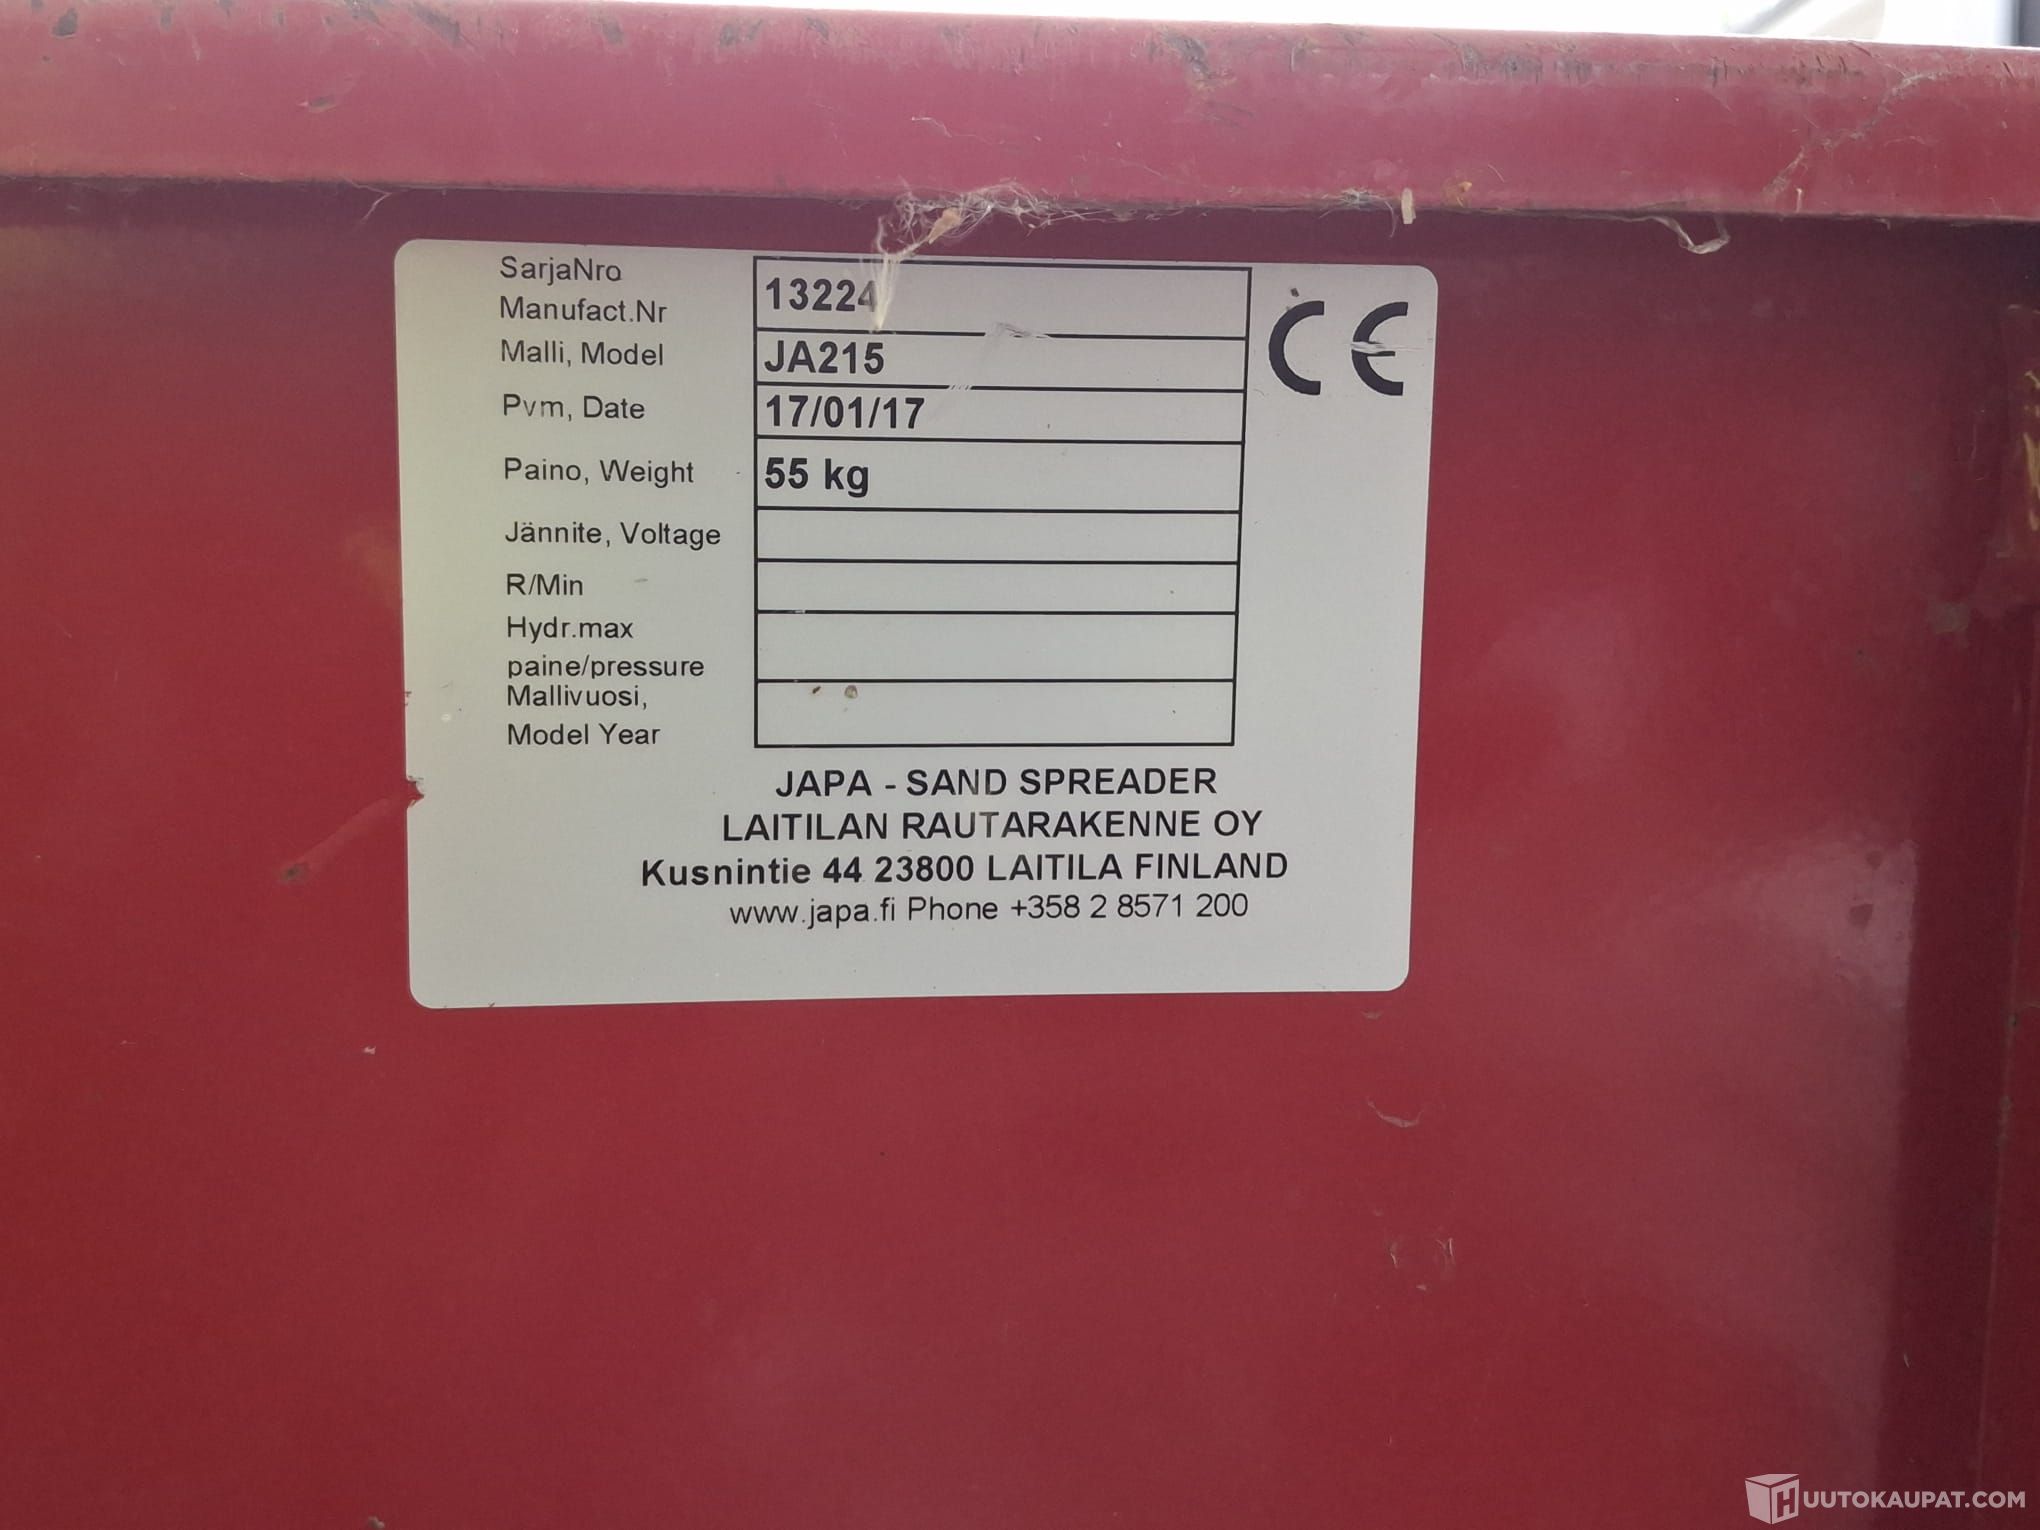 SarjaNro
Manufact.Nr
13224
Malli, Model
JA215
Pvm, Date
17/01/17
Paino, Weight
55 kg
Jännite, Voltage
R/Min
Hydr.max
paine/pressure
Mallivuosi,
Model Year
CE
JAPA - SAND SPREADER
LAITILAN RAUTARAKENNE OY
Kusnintie 44 23800 LAITILA FINLAND
www.japa.fi Phone +358 2 8571 200
HUUTOKAUPAT.COM